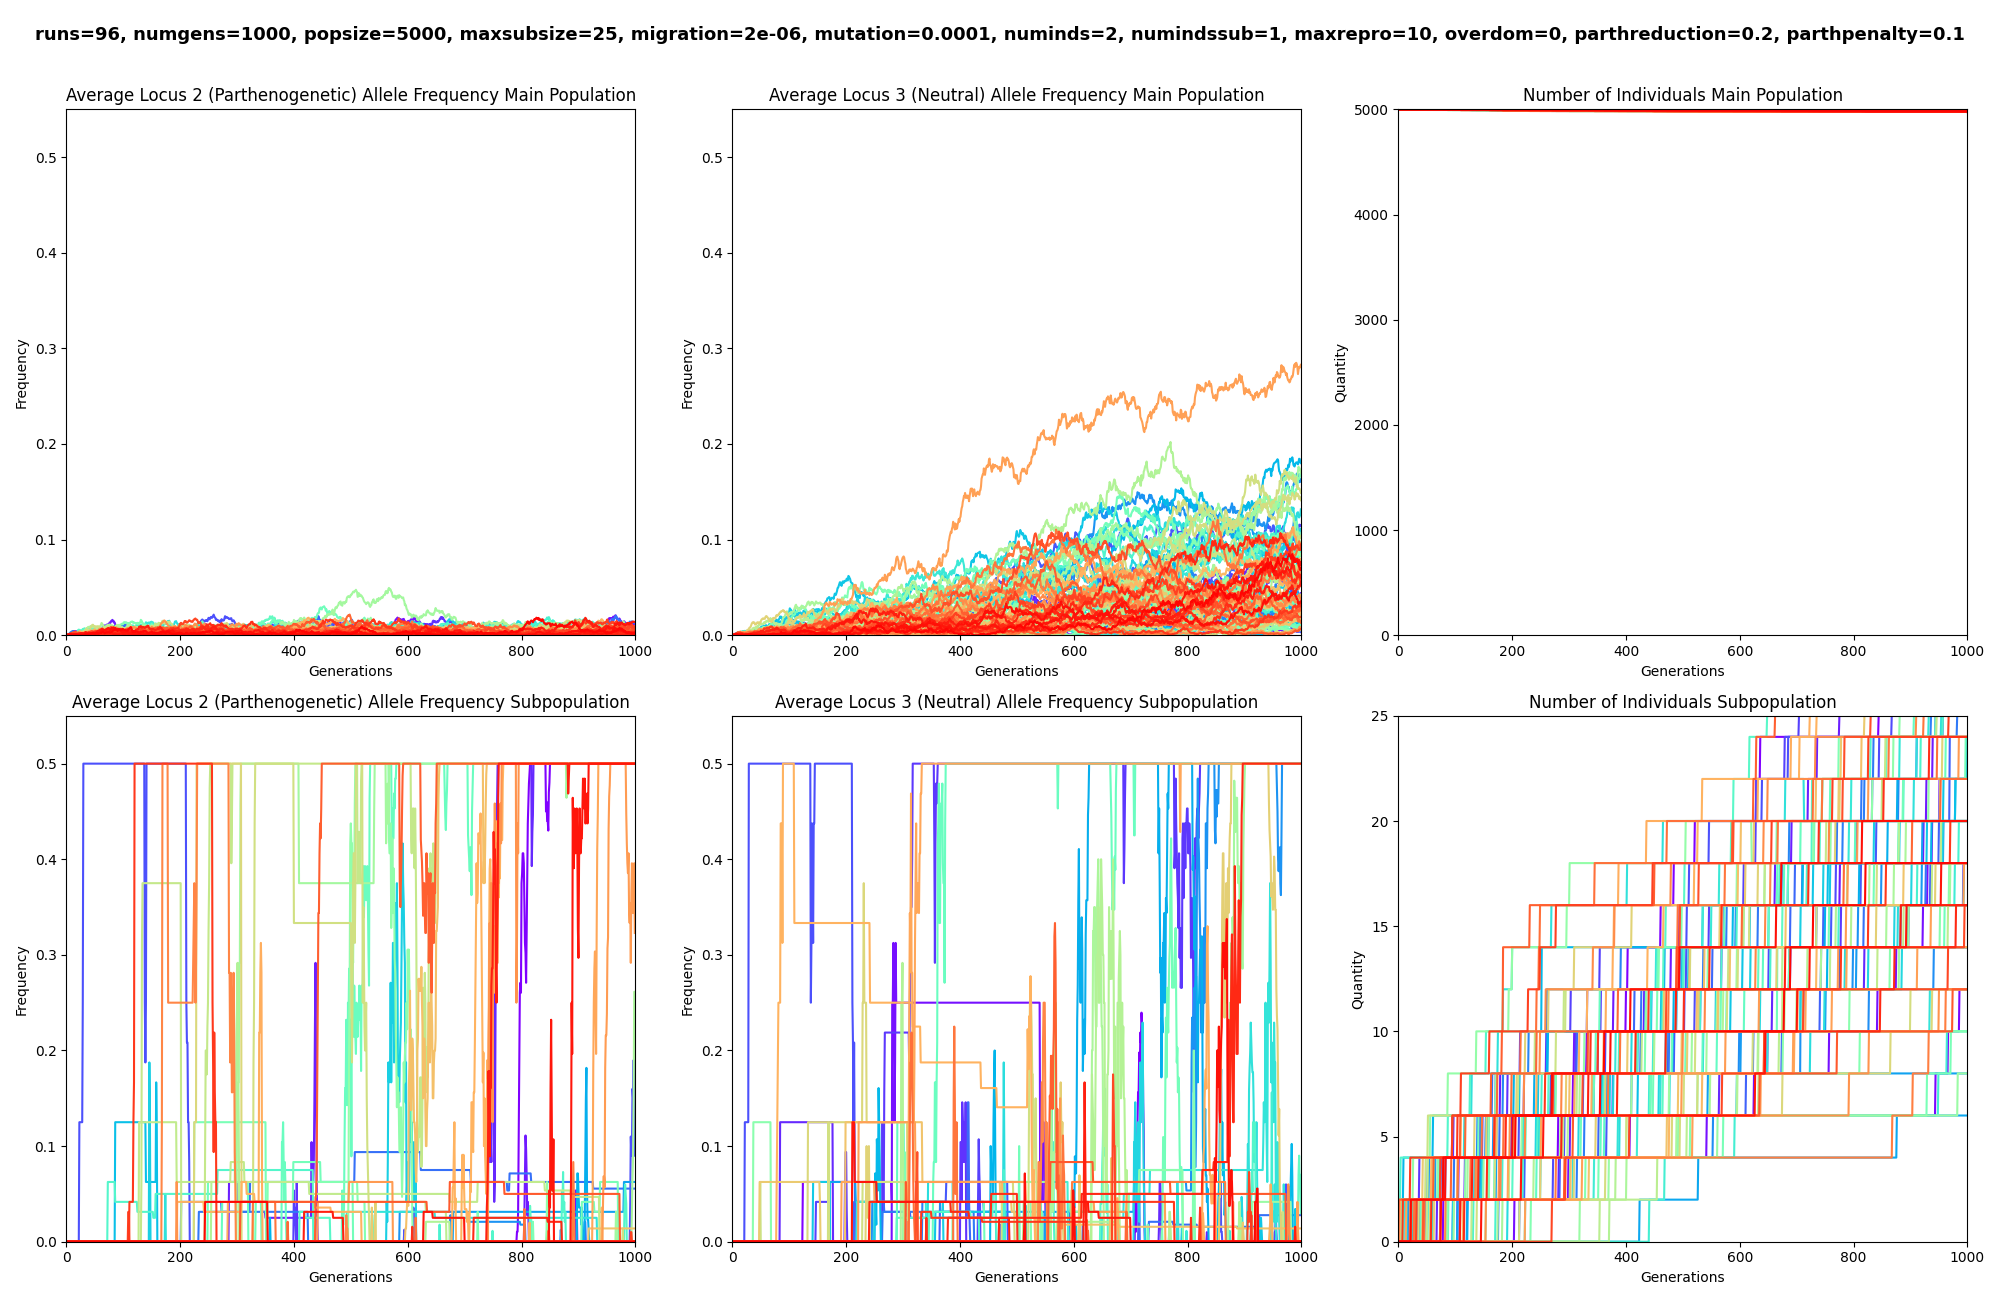 runs=96, numgens=1000, popsize=5000, maxsubsize=25, migration=2e-06, mutation=0.0001, numinds=2, numindssub=1, maxrepro=10, overdom=0, parthreduction=0.2, parthpenalty=0.1
Average Locus 2 (Parthenogenetic) Allele Frequency Main Population
0.5
0.4
0.3
0.2
0.1
0.0
Frequency
0 200 400 600 800 1000
Generations
Average Locus 3 (Neutral) Allele Frequency Main Population
0.5
0.4
0.3
0.2
0.1
0.0
Frequency
0 200 400 600 800 1000
Generations
Number of Individuals Main Population
5000
4000
3000
2000
1000
0
Quantity
0 200 400 600 800 1000
Generations
Average Locus 2 (Parthenogenetic) Allele Frequency Subpopulation
0.5
0.4
0.3
0.2
0.1
0.0
Frequency
0 200 400 600 800 1000
Generations
Average Locus 3 (Neutral) Allele Frequency Subpopulation
0.5
0.4
0.3
0.2
0.1
0.0
Frequency
0 200 400 600 800 1000
Generations
Number of Individuals Subpopulation
25
20
15
10
5
0
Quantity
0 200 400 600 800 1000
Generations